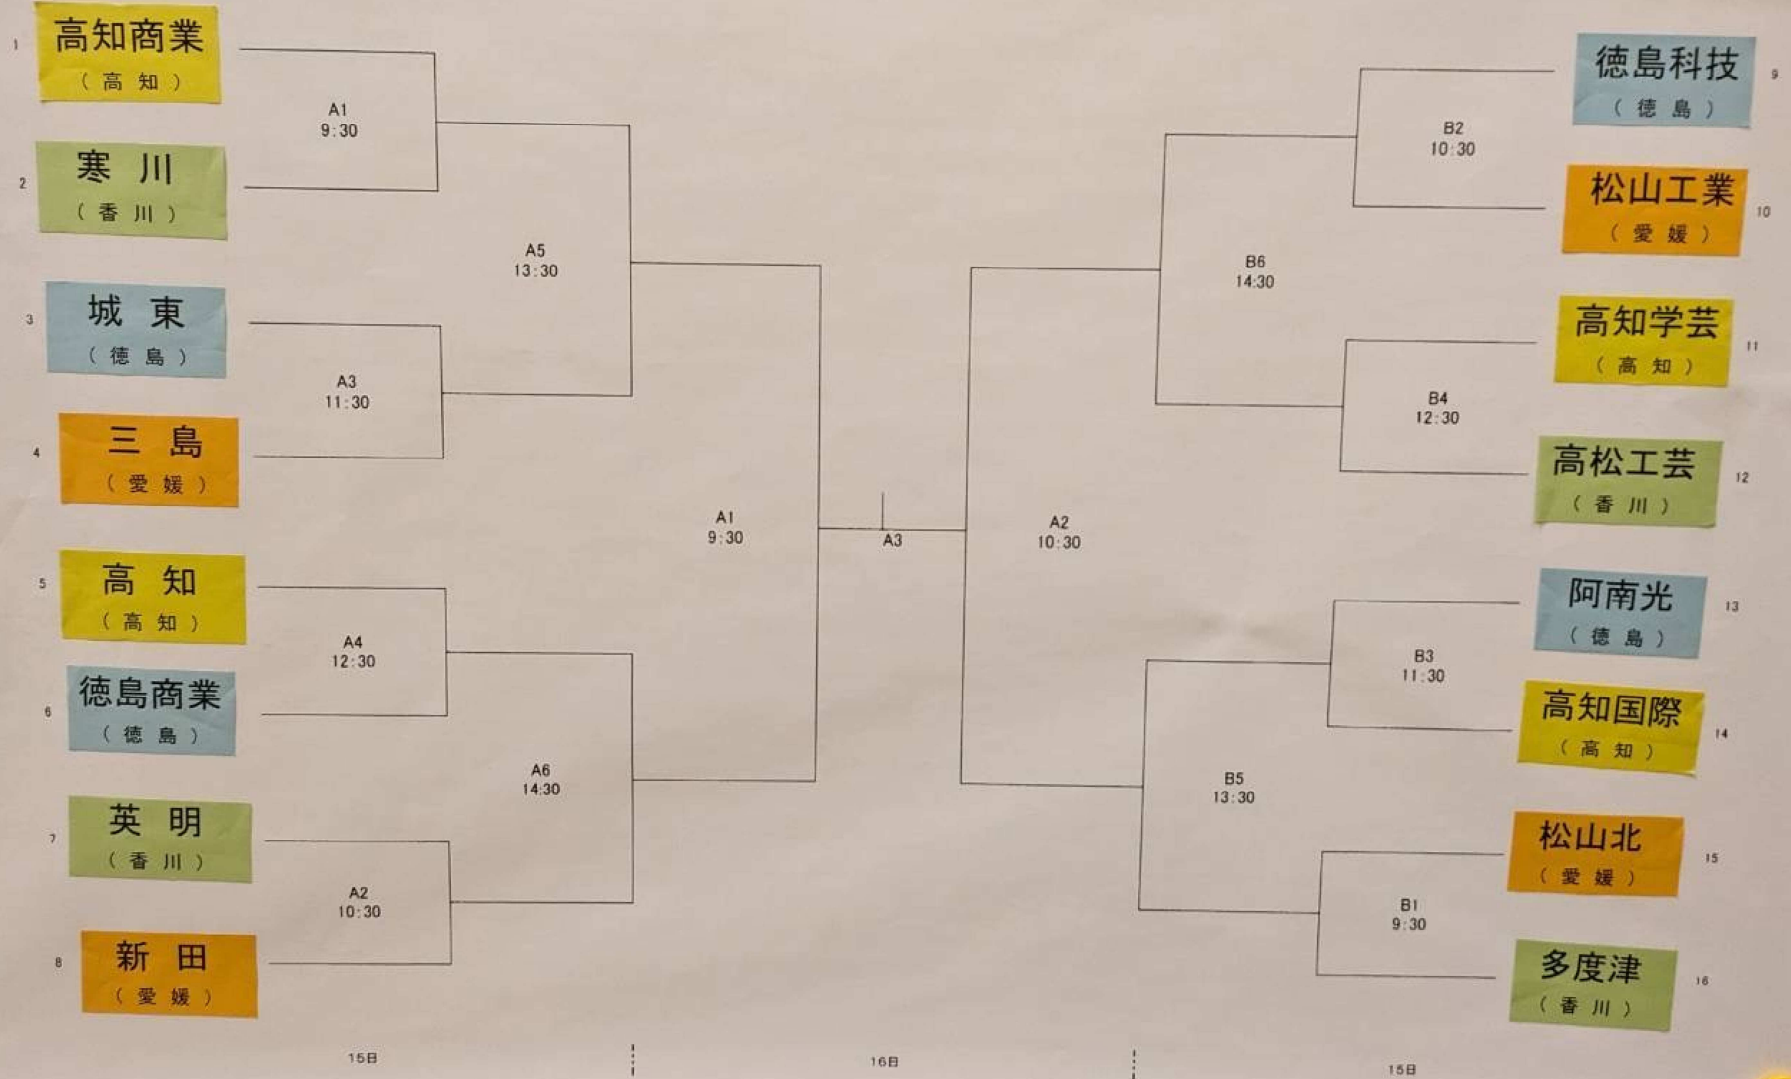 1
高知商業
（高知）
A1
9:30
2
寒川
（香川）
A5
13:30
3
城東
（徳島）
A3
11:30
4
三島
（愛媛）
A1
9:30
5
高知
（高知）
A4
12:30
6
徳島商業
（徳島）
A6
14:30
7
英明
（香川）
A2
10:30
8
新田
（愛媛）
A3
A2
10:30
徳島科技
（徳島）
9
B2
10:30
松山工業
（愛媛）
10
B6
14:30
高知学芸
（高知）
11
B4
12:30
高松工芸
（香川）
12
阿南光
（徳島）
13
B3
11:30
高知国際
（高知）
14
B5
13:30
松山北
（愛媛）
15
B1
9:30
多度津
（香川）
16
15日
16日
15日